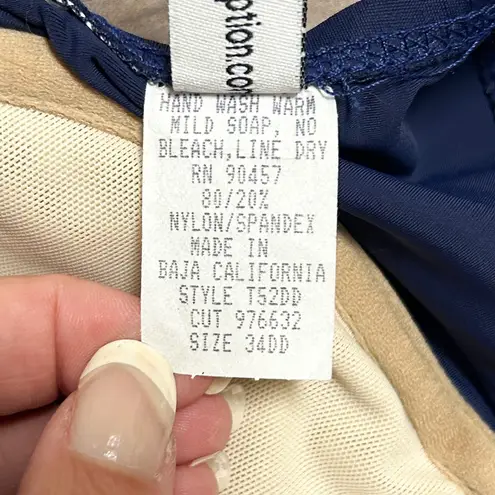 ption.co
HAND WASH WARM
MILD SOAP, NO
BLEACH,LINE DRY
RN 90457
80/20%
NYLON/SPANDEX
MADE IN
BAJA CALIFORNIA
STYLE T52DD
CUT 976632
SIZE 34DD